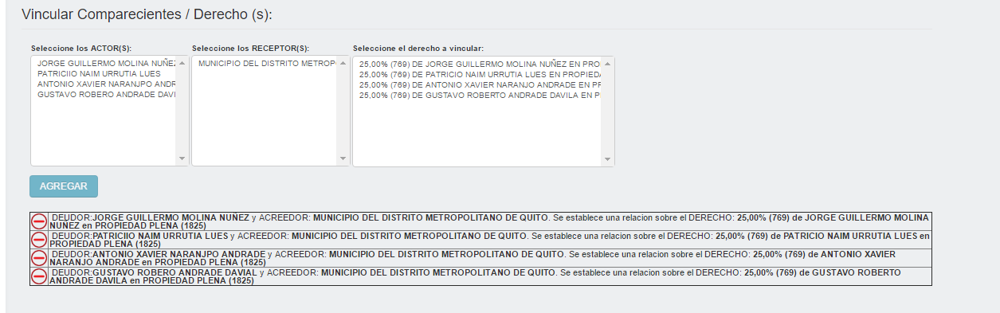 Vincular Comparecientes / Derecho (s):
Seleccione los ACTOR(S):
JORGE GUILLERMO MOLINA NUÑEZ
PATRICIIO NAIM URRUTIA LUES
ANTONIO XAVIER NARANJPO ANDR
GUSTAVO ROBERO ANDRADE DAVI
Seleccione los RECEPTOR(S):
MUNICIPIO DEL DISTRITO METROP
Seleccione el derecho a vincular:
25,00% (769) DE JORGE GUILLERMO MOLINA NUÑEZ EN PRO
25,00% (769) DE PATRICIO NAIM URRUTIA LUES EN PROPIEDA
25,00% (769) DE ANTONIO XAVIER NARANJO ANDRADE EN PR
25,00% (769) DE GUSTAVO ROBERTO ANDRADE DAVILA EN P
AGREGAR
DEUDOR:JORGE GUILLERMO MOLINA NUÑEZ y ACREEDOR: MUNICIPIO DEL DISTRITO METROPOLITANO DE QUITO. Se establece una relacion sobre el DERECHO: 25,00% (769) de JORGE GUILLERMO MOLINA
NUÑEZ en PROPIEDAD PLENA (1825)
DEUDOR:PATRICIIO NAIM URRUTIA LUES y ACREEDOR: MUNICIPIO DEL DISTRITO METROPOLITANO DE QUITO. Se establece una relacion sobre el DERECHO: 25,00% (769) de PATRICIO NAIM URRUTIA LUES en
PROPIEDAD PLENA (1825)
DEUDOR:ANTONIO XAVIER NARANJPO ANDRADE y ACREEDOR: MUNICIPIO DEL DISTRITO METROPOLITANO DE QUITO. Se establece una relacion sobre el DERECHO: 25,00% (769) de ANTONIO XAVIER
NARANJO ANDRADE en PROPIEDAD PLENA (1825)
DEUDOR:GUSTAVO ROBERO ANDRADE DAVIAL y ACREEDOR: MUNICIPIO DEL DISTRITO METROPOLITANO DE QUITO. Se establece una relacion sobre el DERECHO: 25,00% (769) de GUSTAVO ROBERTO
ANDRADE DAVILA en PROPIEDAD PLENA (1825)